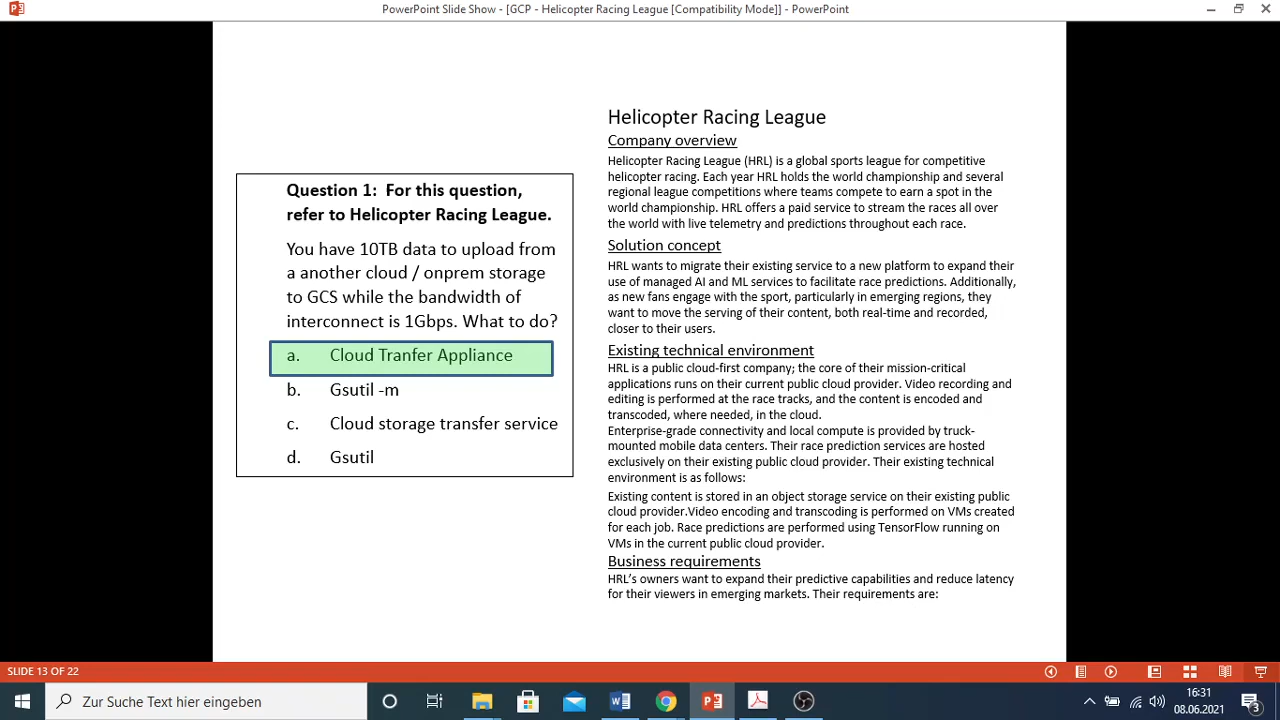 PowerPoint Slide Show - [GCP - Helicopter Racing League [Compatibility Mode]] - PowerPoint
Question 1: For this question,
refer to Helicopter Racing League.
You have 10TB data to upload from
a another cloud / onprem storage
to GCS while the bandwidth of
interconnect is 1Gbps. What to do?
a. Cloud Tranfer Appliance
b. Gsutil -m
c. Cloud storage transfer service
d. Gsutil
Helicopter Racing League
Company overview
Helicopter Racing League (HRL) is a global sports league for competitive
helicopter racing. Each year HRL holds the world championship and several
regional league competitions where teams compete to earn a spot in the
world championship. HRL offers a paid service to stream the races all over
the world with live telemetry and predictions throughout each race.
Solution concept
HRL wants to migrate their existing service to a new platform to expand their
use of managed AI and ML services to facilitate race predictions. Additionally,
as new fans engage with the sport, particularly in emerging regions, they
want to move the serving of their content, both real-time and recorded,
closer to their users.
Existing technical environment
HRL is a public cloud-first company; the core of their mission-critical
applications runs on their current public cloud provider. Video recording and
editing is performed at the race tracks, and the content is encoded and
transcoded, where needed, in the cloud.
Enterprise-grade connectivity and local compute is provided by truck-
mounted mobile data centers. Their race prediction services are hosted
exclusively on their existing public cloud provider. Their existing technical
environment is as follows:
Existing content is stored in an object storage service on their existing public
cloud provider.Video encoding and transcoding is performed on VMs created
for each job. Race predictions are performed using TensorFlow running on
VMs in the current public cloud provider.
Business requirements
HRL's owners want to expand their predictive capabilities and reduce latency
for their viewers in emerging markets. Their requirements are:
SLIDE 13 OF 22
Zur Suche Text hier eingeben
16:31
08.06.2021
3